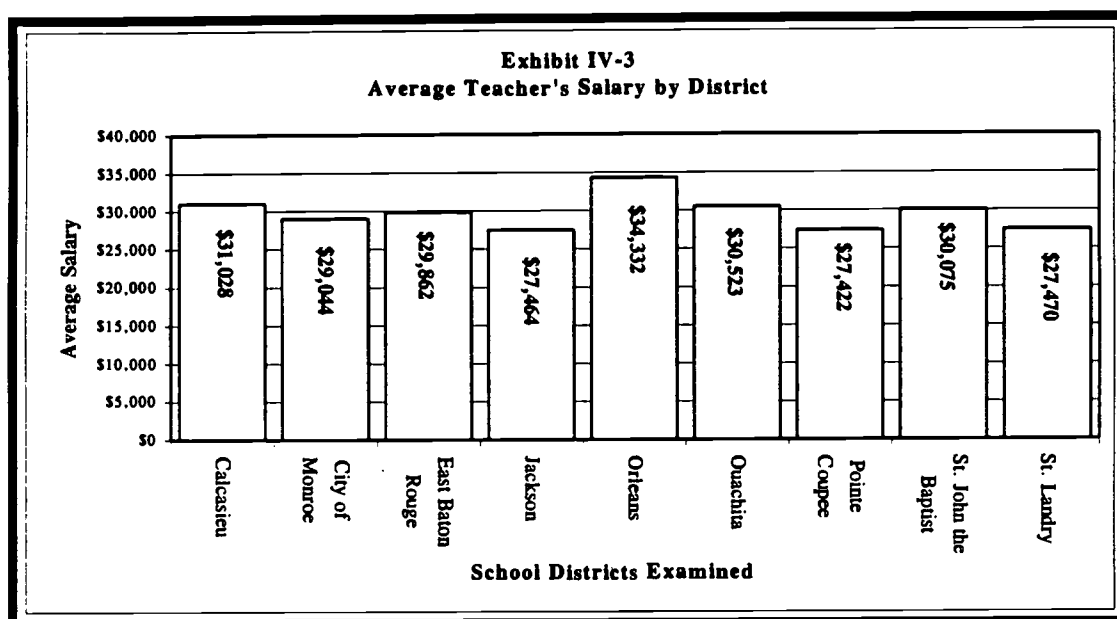 Exhibit IV-3
Average Teacher's Salary by District
Average Salary
$40,000
$35,000
$30,000
$25,000
$20,000
$15,000
$10,000
$5,000
$0
$31,028
$29,044
$29,862
$27,464
$34,332
$30,523
$27,422
$30,075
$27,470
Calcasieu
City of
Monroe
East Baton
Rouge
Jackson
Orleans
Ouachita
Pointe
Coupee
St. John the
Baptist
St. Landry
School Districts Examined